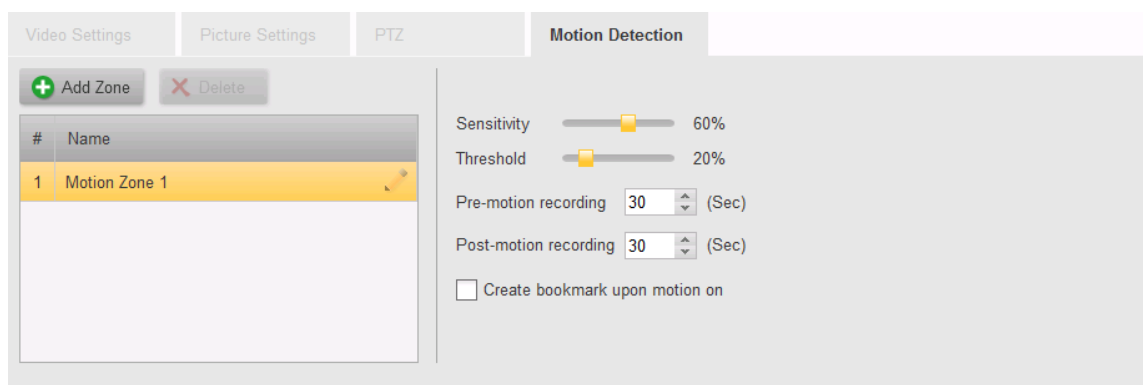 Video Settings Picture Settings PTZ Motion Detection
Add Zone Delete
# Name
1 Motion Zone 1
Sensitivity 60%
Threshold 20%
Pre-motion recording 30 (Sec)
Post-motion recording 30 (Sec)
Create bookmark upon motion on